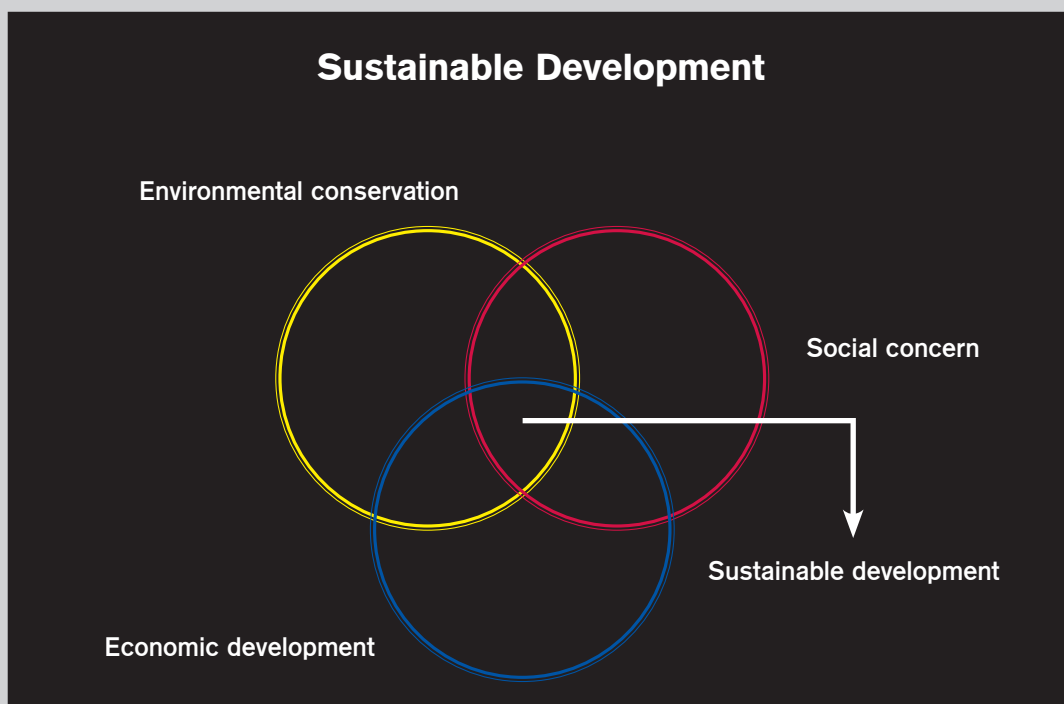 Sustainable Development
Environmental conservation
Social concern
Sustainable development
Economic development